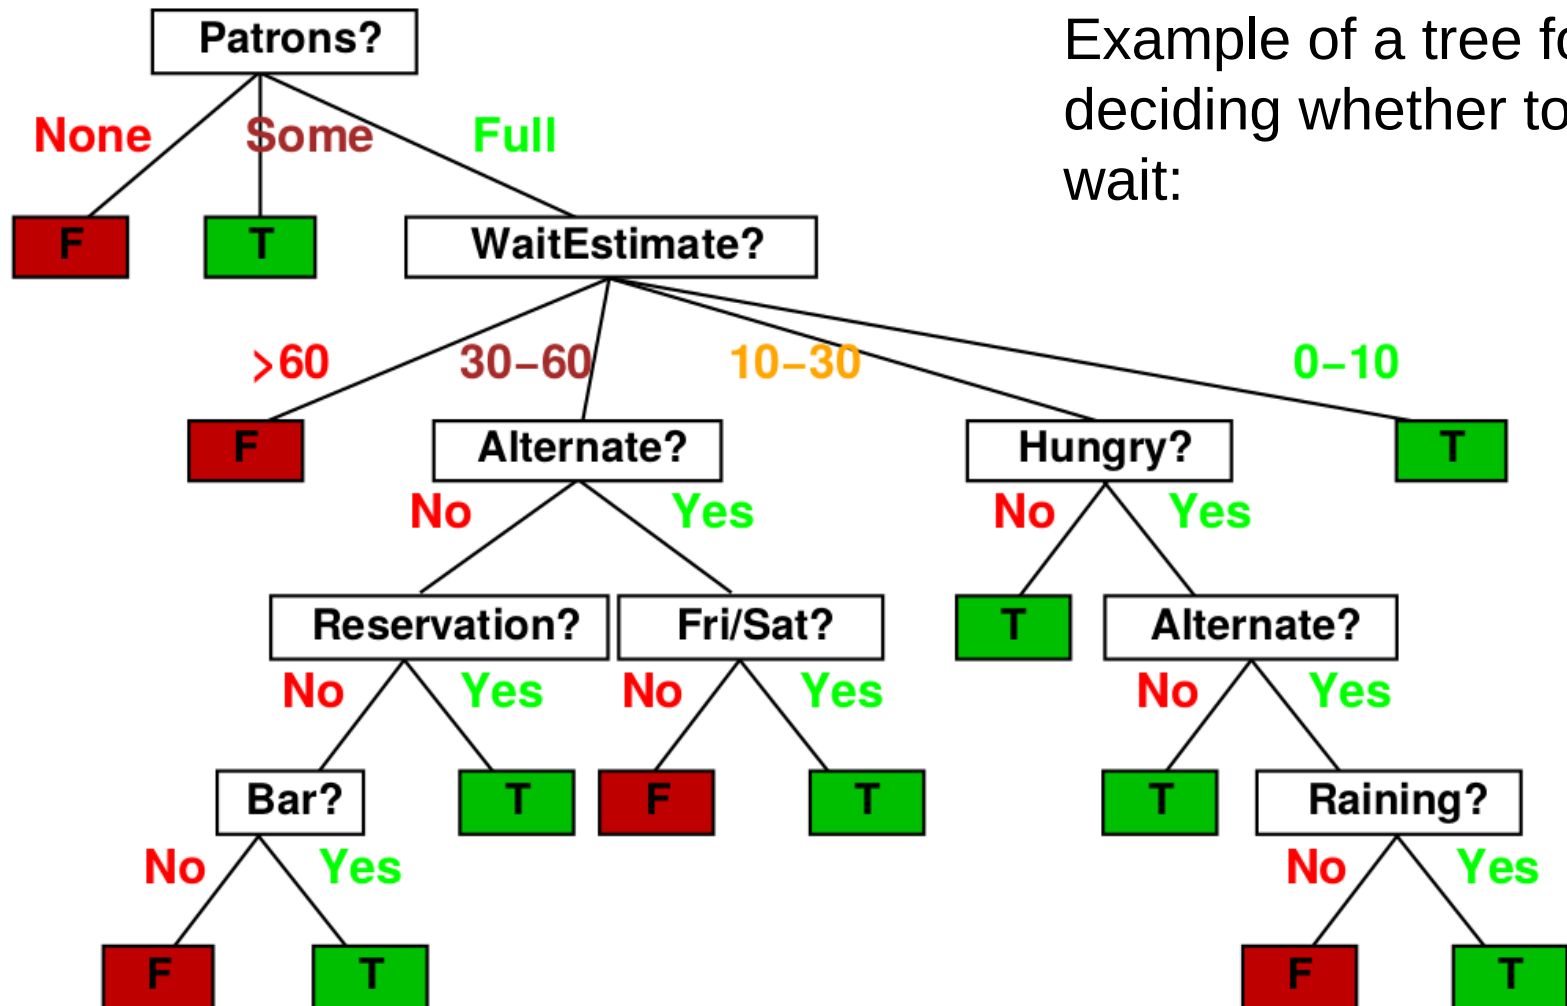 Patrons?
Example of a tree fo
deciding whether to
wait:
None Some Full
F T WaitEstimate?
>60 30–60 10–30 0–10
F Alternate? Hungry? T
No Yes No Yes
Reservation? Fri/Sat? T Alternate?
No Yes No Yes No Yes
Bar? T F T T Raining?
No Yes No Yes
F T F T